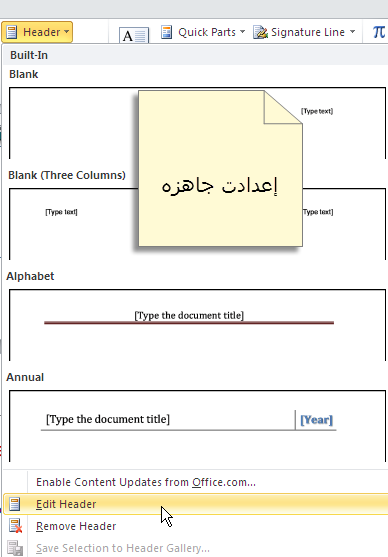 Header Quick Parts Signature Line π
Built-In
Blank
[Type text]
إعدادت جاهزه
Blank (Three Columns)
[Type text] [Type text]
Alphabet
[Type the document title]
Annual
[Type the document title] [Year]
Enable Content Updates from Office.com...
Edit Header
Remove Header
Save Selection to Header Gallery...